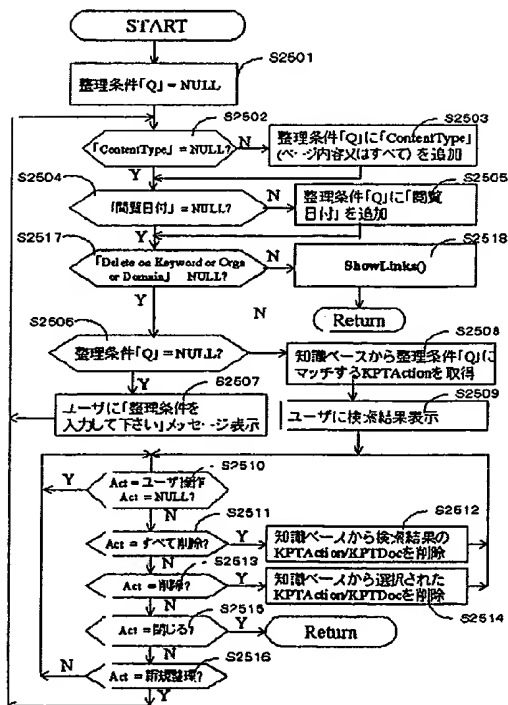 START
S2501
整理条件「Q」= NULL
S2502
「ContentType」= NULL?
N
Y
S2503
整理条件「Q」に「ContentType」
(ページ内容又はすべて) を追加
S2504
「閲覧日付」= NULL?
N
Y
S2505
整理条件「Q」に「閲覧
日付」を追加
S2517
「Delete on Keyword or Orga
or Domain」 NULL?
N
Y
S2518
ShowLinks()
Return
N
S2506
整理条件「Q」= NULL?
Y
S2507
ユーザに「整理条件を
入力して下さい」メッセージ表示
S2508
知識ベースから整理条件「Q」に
マッチするKPTActionを取得
S2509
ユーザに検索結果表示
S2510
Y
Act = ユーザ操作
Act = NULL?
N
S2511
Act = すべて削除?
Y
N
S2512
知識ベースから検索結果の
KPTAction/KPTDocを削除
S2513
Act = 削除?
Y
N
知識ベースから選択された
KPTAction/KPTDocを削除
S2514
S2515
Act = 閉じる?
Y
N
Return
S2516
N
Act = 新規整理?
Y